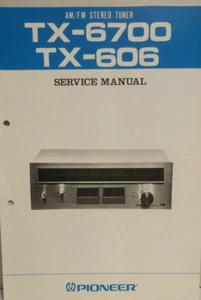 AM/FM STEREO TUNER
TX-6700
TX-606
SERVICE MANUAL
PIONEER